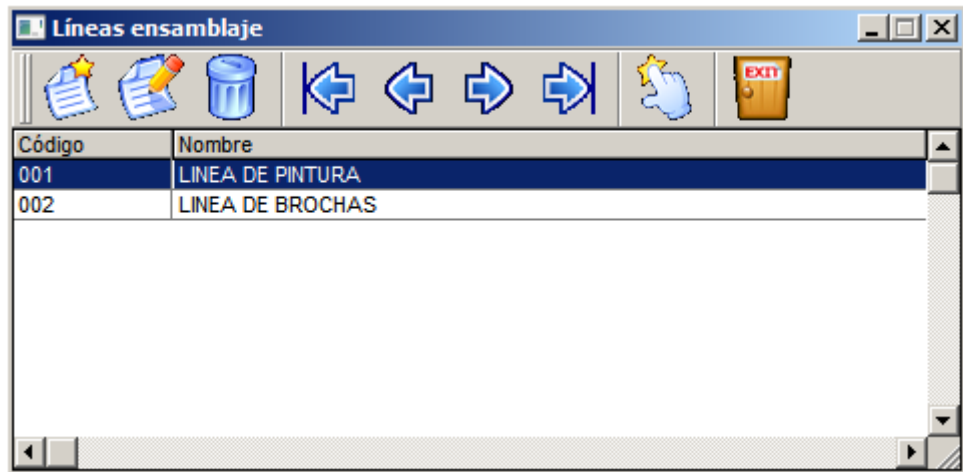 Líneas ensamblaje
EXIT
Código Nombre
001 LINEA DE PINTURA
002 LINEA DE BROCHAS